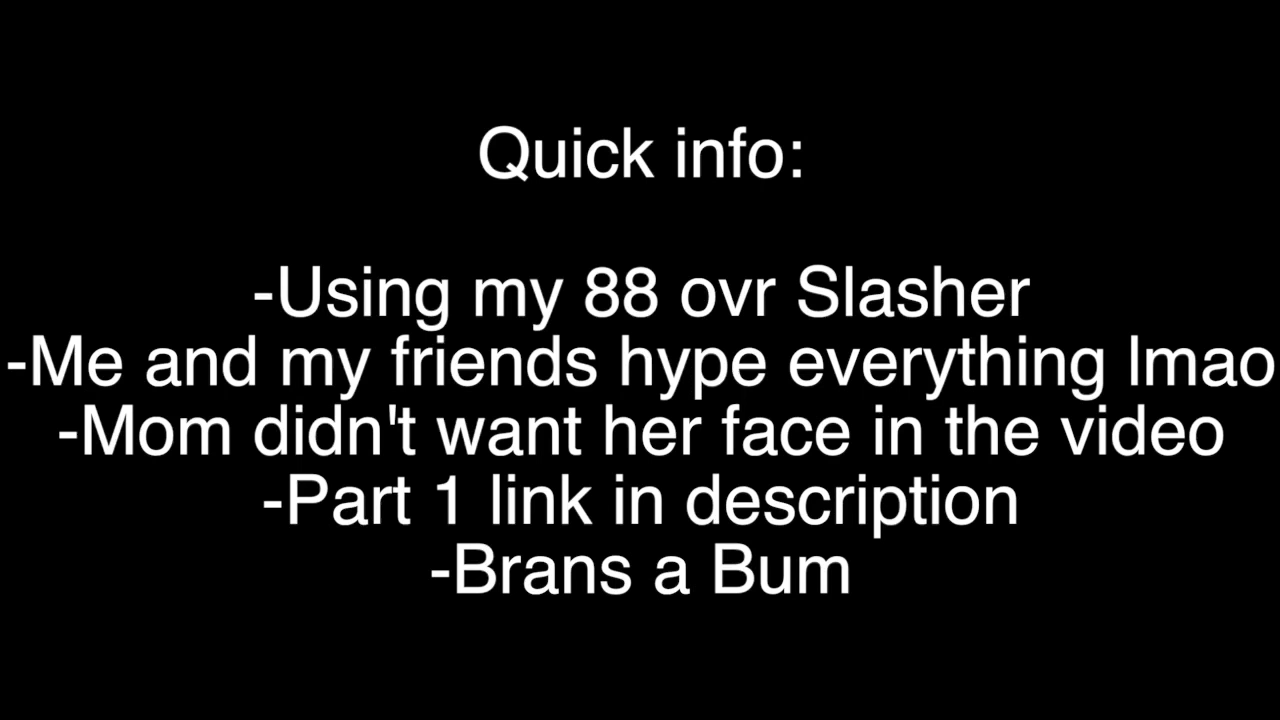 Quick info:
-Using my 88 ovr Slasher
-Me and my friends hype everything lmao
-Mom didn't want her face in the video
-Part 1 link in description
-Brans a Bum